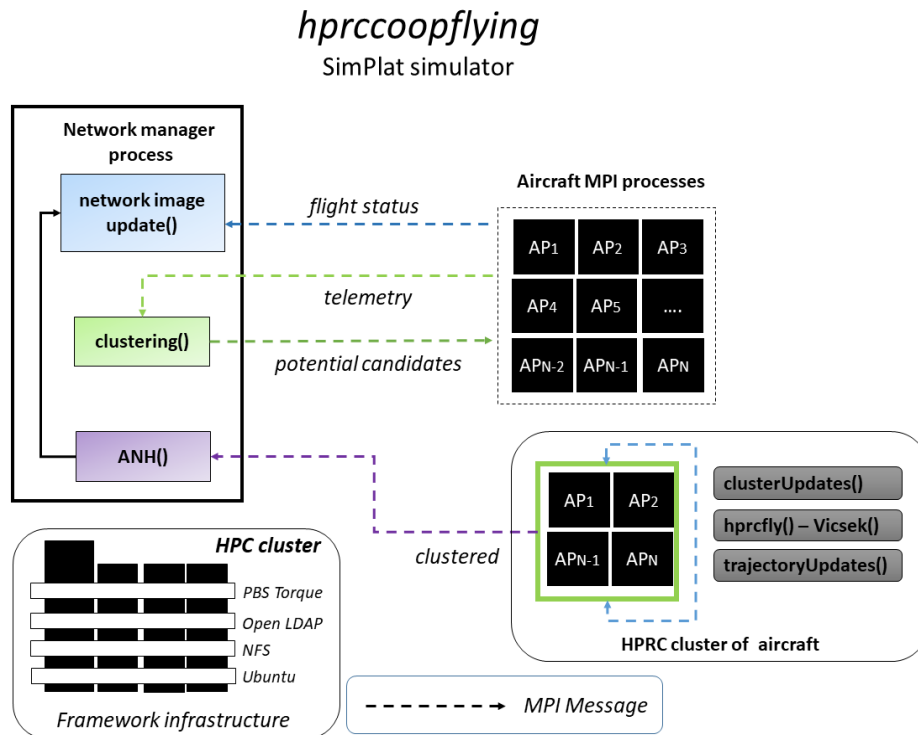 hprccoopflying
SimPlat simulator
Network manager
process
network image
update()
clustering()
ANH()
flight status
telemetry
potential candidates
clustered
Aircraft MPI processes
AP1 AP2 AP3
AP4 AP5 ....
APN-2 APN-1 APN
AP1 AP2
APN-1 APN
clusterUpdates()
hprcfly() – Vicsek()
trajectoryUpdates()
HPRC cluster of aircraft
HPC cluster
PBS Torque
Open LDAP
NFS
Ubuntu
Framework infrastructure
MPI Message